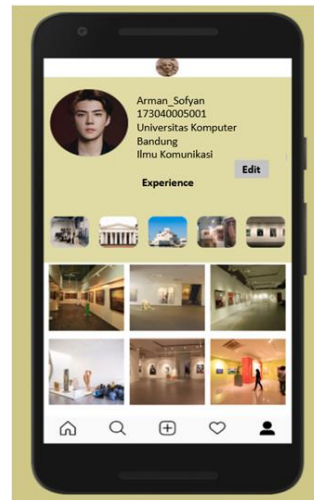 Arman_Sofyan
173040005001
Universitas Komputer
Bandung
Ilmu Komunikasi
Edit
Experience